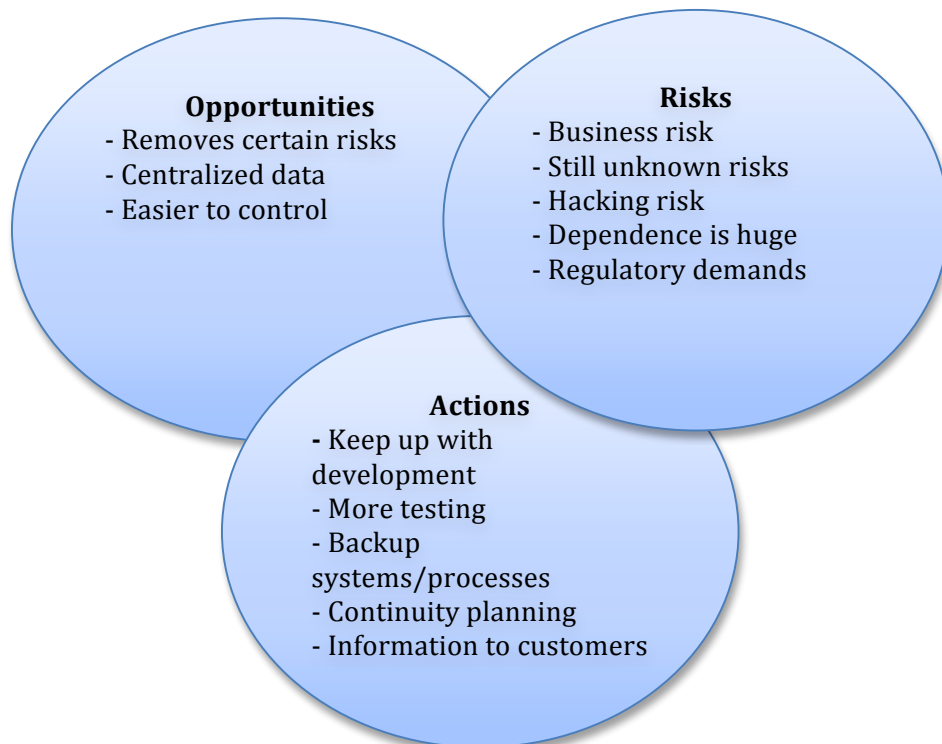 Opportunities
- Removes certain risks
- Centralized data
- Easier to control
Risks
- Business risk
- Still unknown risks
- Hacking risk
- Dependence is huge
- Regulatory demands
Actions
- Keep up with
development
- More testing
- Backup
systems/processes
- Continuity planning
- Information to customers